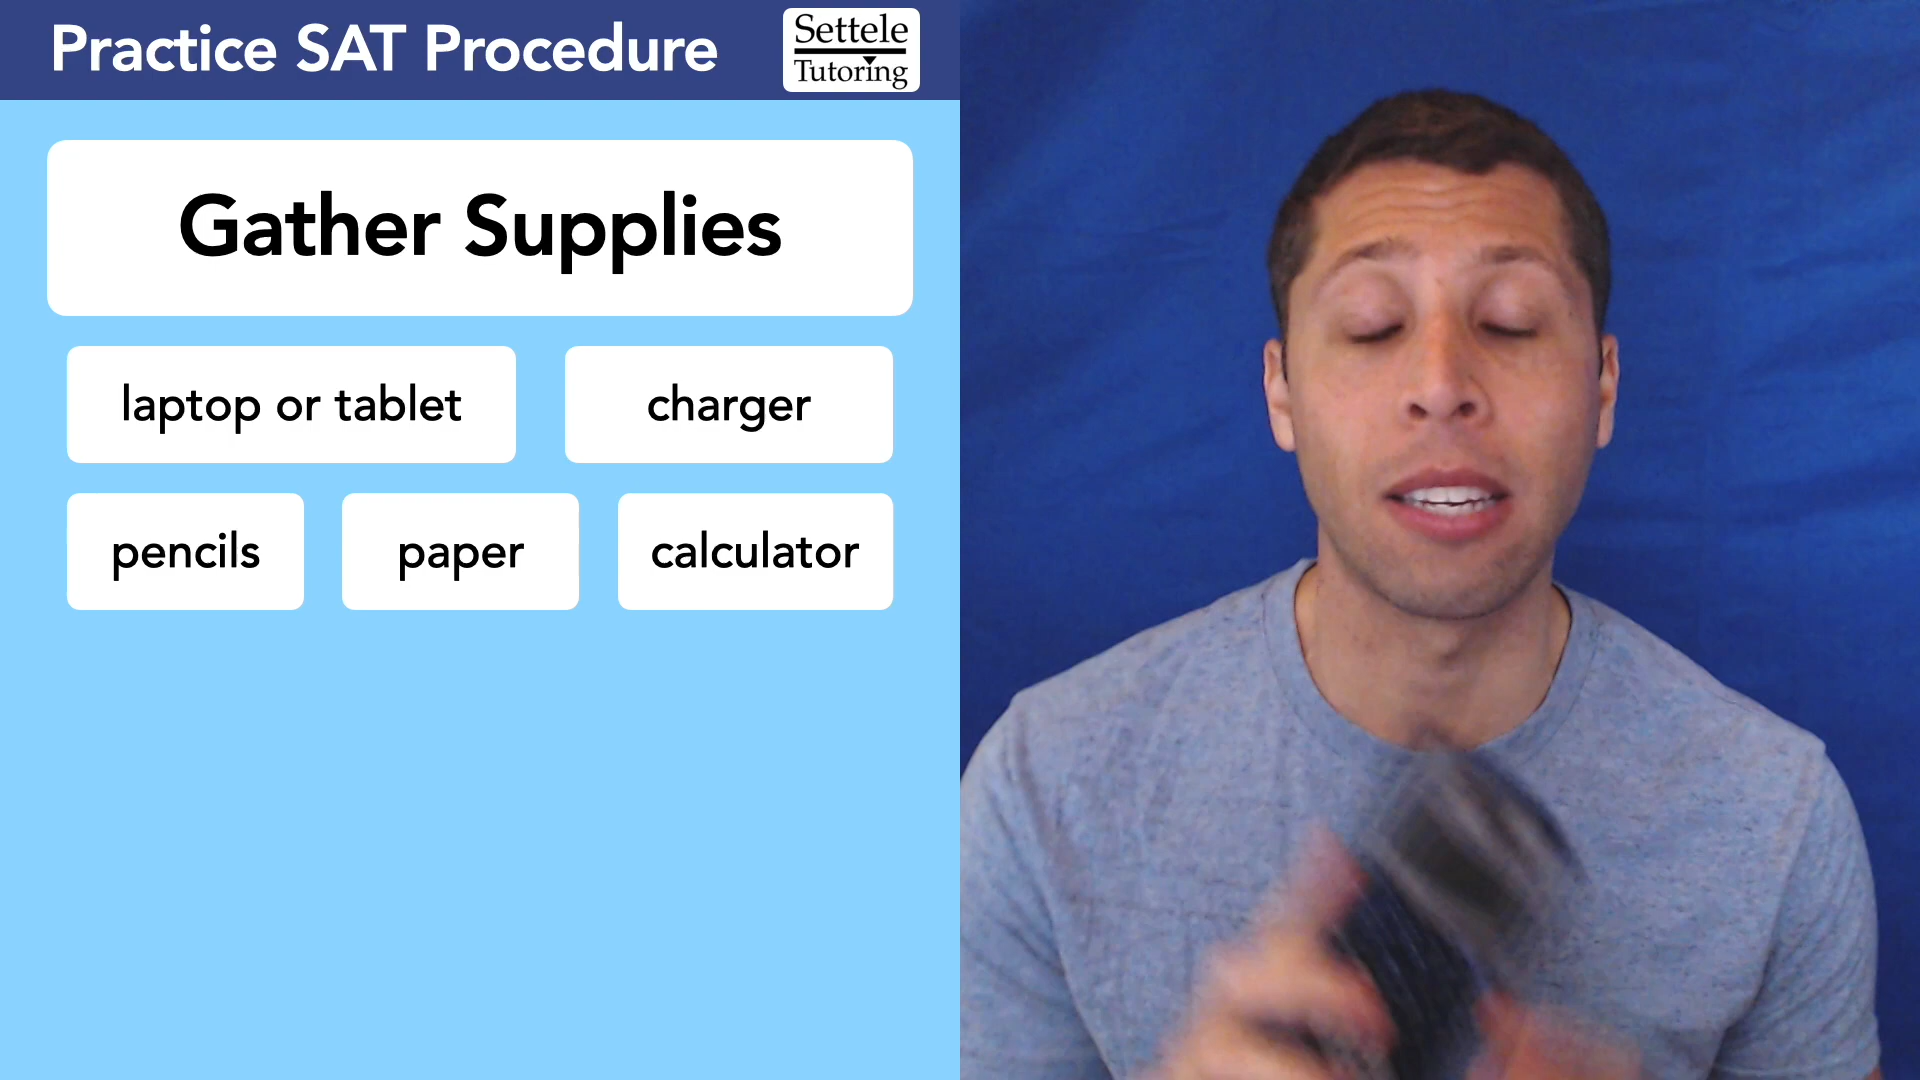 Practice SAT Procedure
Settele
Tutoring
Gather Supplies
laptop or tablet
charger
pencils
paper
calculator